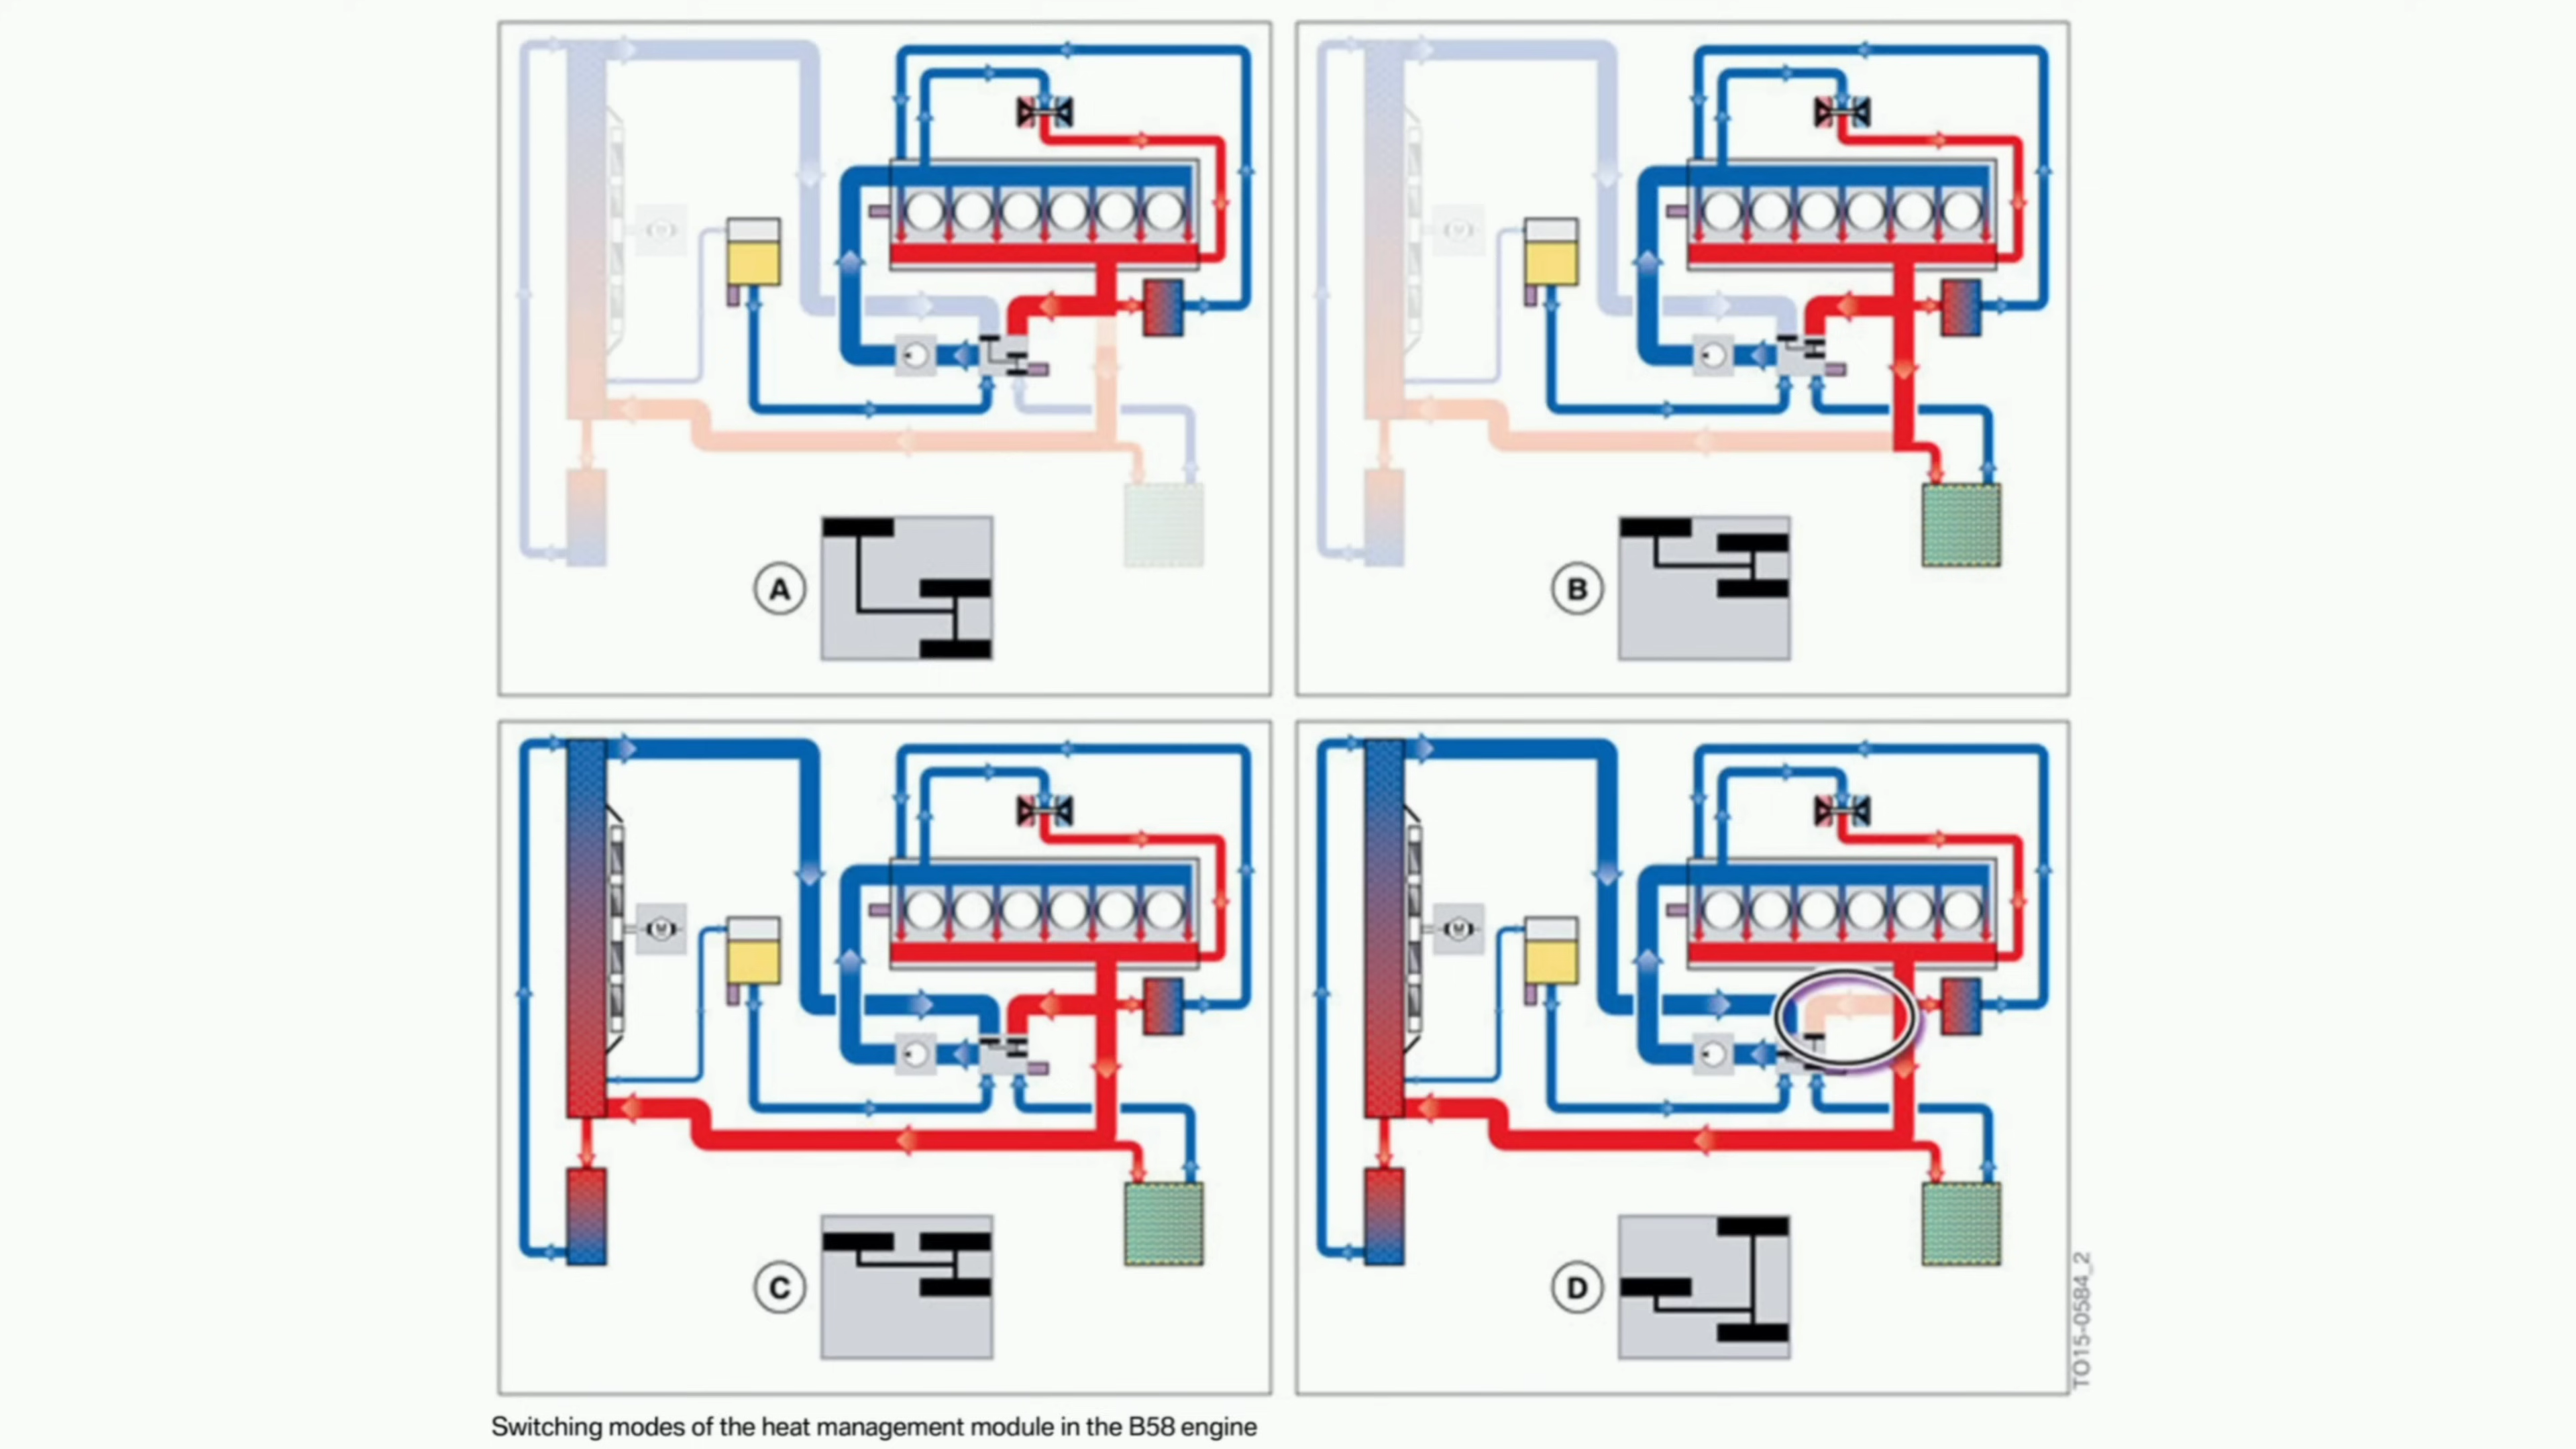 A
B
M
M
C
D
TO15-0584_2
Switching modes of the heat management module in the B58 engine